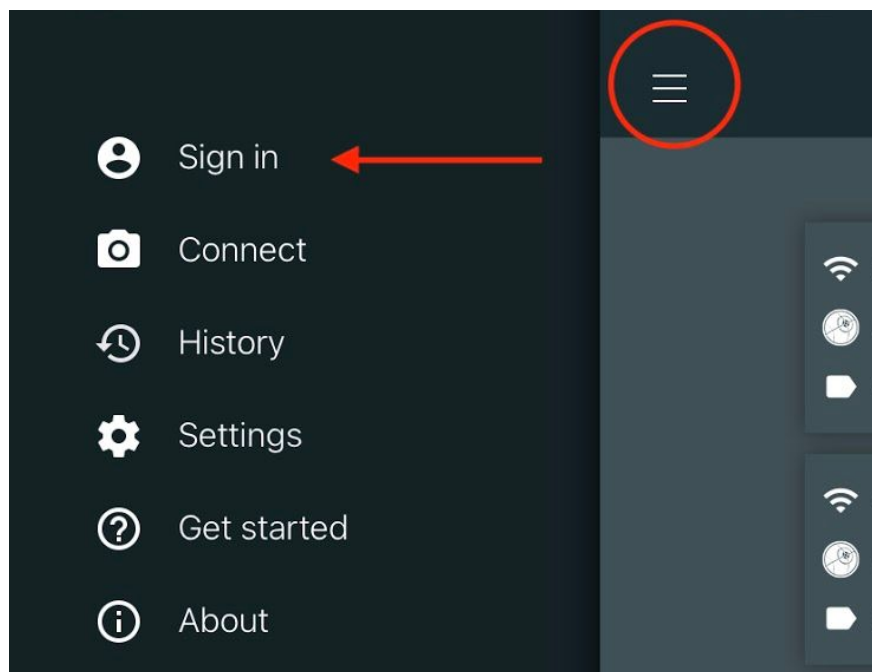 Sign in
Connect
History
Settings
Get started
About